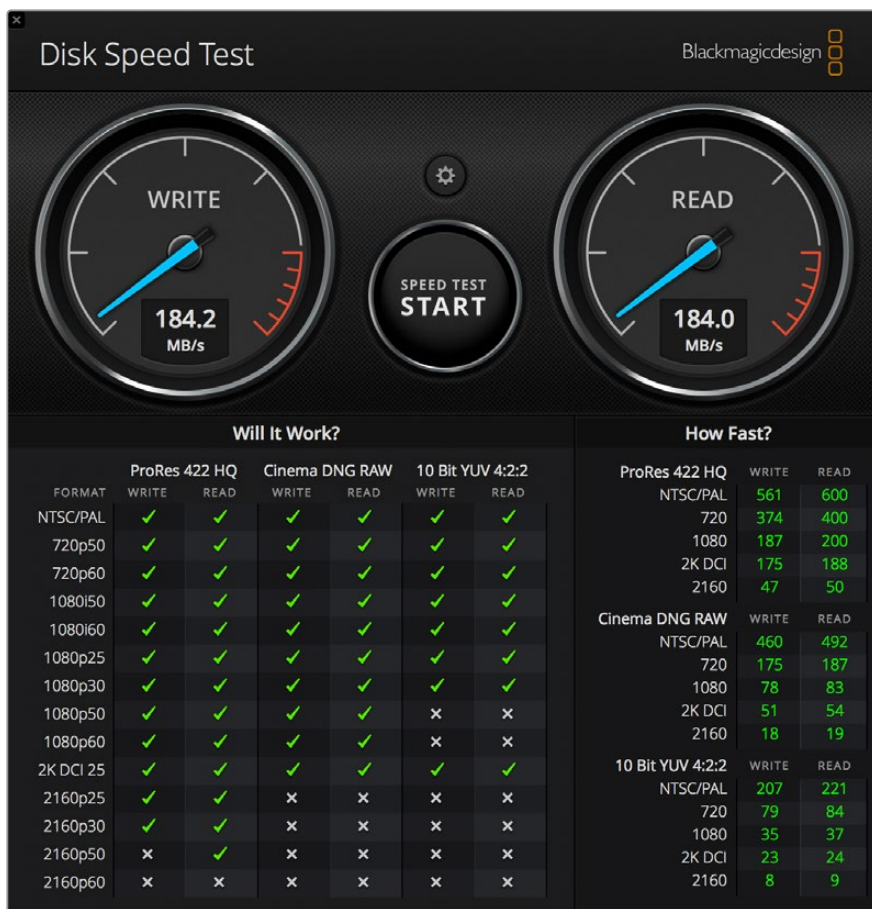 Disk Speed Test
Blackmagicdesign
WRITE
184.2
MB/s
SPEED TEST
START
READ
184.0
MB/s
Will It Work?
ProRes 422 HQ Cinema DNG RAW 10 Bit YUV 4:2:2
FORMAT WRITE READ WRITE READ WRITE READ
NTSC/PAL ✓ ✓ ✓ ✓ ✓ ✓
720p50 ✓ ✓ ✓ ✓ ✓ ✓
720p60 ✓ ✓ ✓ ✓ ✓ ✓
1080i50 ✓ ✓ ✓ ✓ ✓ ✓
1080i60 ✓ ✓ ✓ ✓ ✓ ✓
1080p25 ✓ ✓ ✓ ✓ ✓ ✓
1080p30 ✓ ✓ ✓ ✓ ✓ ✓
1080p50 ✓ ✓ ✓ ✓ × ×
1080p60 ✓ ✓ ✓ ✓ × ×
2K DCI 25 ✓ ✓ ✓ ✓ ✓ ✓
2160p25 ✓ ✓ × × × ×
2160p30 ✓ ✓ × × × ×
2160p50 × ✓ × × × ×
2160p60 × × × × × ×
How Fast?
ProRes 422 HQ WRITE READ
NTSC/PAL 561 600
720 374 400
1080 187 200
2K DCI 175 188
2160 47 50
Cinema DNG RAW WRITE READ
NTSC/PAL 460 492
720 175 187
1080 78 83
2K DCI 51 54
2160 18 19
10 Bit YUV 4:2:2 WRITE READ
NTSC/PAL 207 221
720 79 84
1080 35 37
2K DCI 23 24
2160 8 9